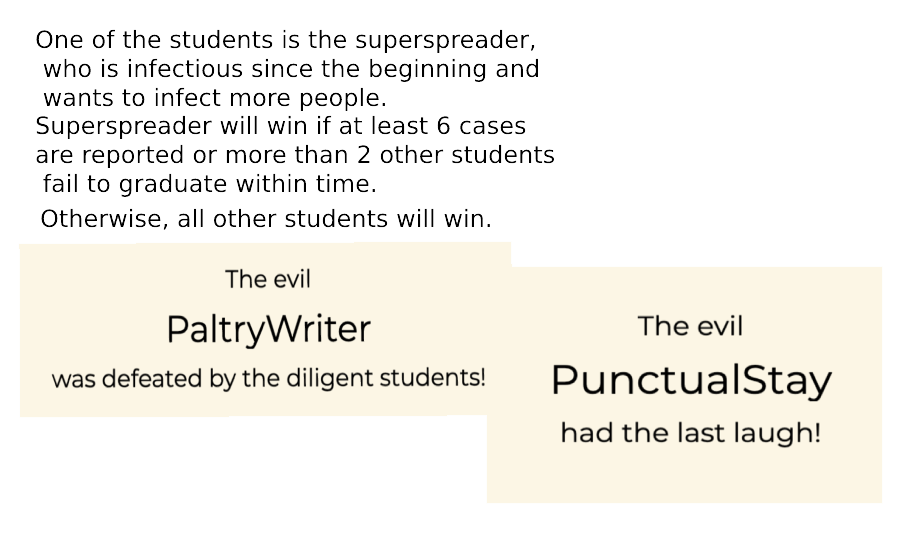 One of the students is the superspreader,
who is infectious since the beginning and
wants to infect more people.
Superspreader will win if at least 6 cases
are reported or more than 2 other students
fail to graduate within time.
Otherwise, all other students will win.
The evil
PaltryWriter
was defeated by the diligent students!
The evil
PunctualStay
had the last laugh!